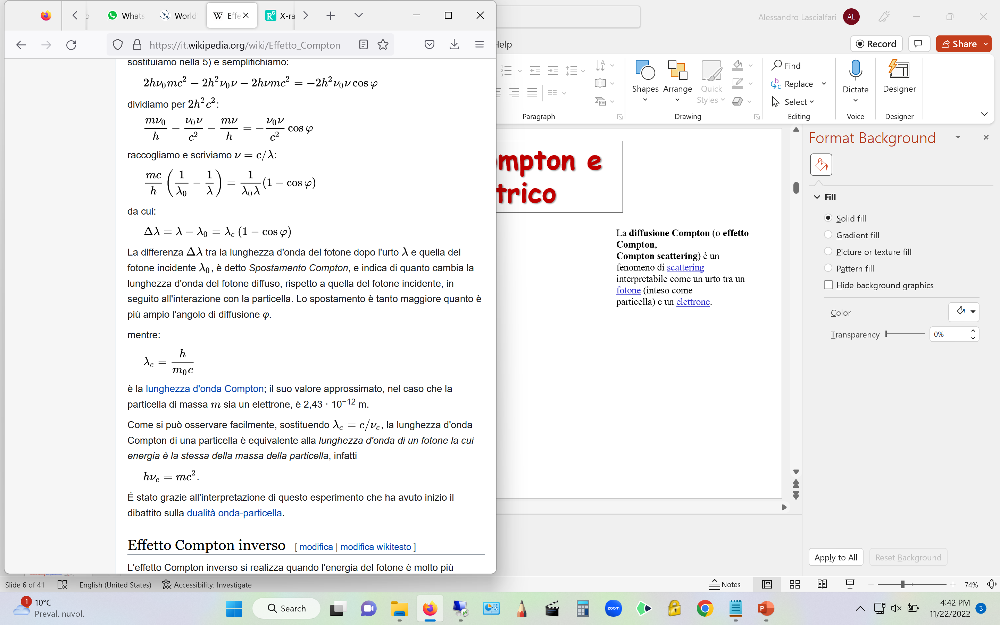 Whats
World
Effe
X-ra
https://it.wikipedia.org/wiki/Effetto_Compton
sostituiamo nella 5) e semplifichiamo:
2hν₀mc² − 2h²ν₀ν − 2hνmc² = −2h²ν₀ν cos φ
dividiamo per 2h²c²:
mν₀/h − ν₀ν/c² − mν/h = −ν₀ν/c² cos φ
raccogliamo e scriviamo ν = c/λ:
mc/h (1/λ₀ − 1/λ) = 1/λ₀λ (1 − cos φ)
da cui:
Δλ = λ − λ₀ = λc (1 − cos φ)
La differenza Δλ tra la lunghezza d'onda del fotone dopo l'urto λ e quella del
fotone incidente λ₀, è detto Spostamento Compton, e indica di quanto cambia la
lunghezza d'onda del fotone diffuso, rispetto a quella del fotone incidente, in
seguito all'interazione con la particella. Lo spostamento è tanto maggiore quanto è
più ampio l'angolo di diffusione φ.
mentre:
λc = h/m₀c
è la lunghezza d'onda Compton; il suo valore approssimato, nel caso che la
particella di massa m sia un elettrone, è 2,43 · 10⁻¹² m.
Come si può osservare facilmente, sostituendo λc = c/νc, la lunghezza d'onda
Compton di una particella è equivalente alla lunghezza d'onda di un fotone la cui
energia è la stessa della massa della particella, infatti
hνc = mc².
È stato grazie all'interpretazione di questo esperimento che ha avuto inizio il
dibattito sulla dualità onda-particella.
Effetto Compton inverso [ modifica | modifica wikitesto ]
L'effetto Compton inverso si realizza quando l'energia del fotone è molto più
Alessandro Lascialfari AL
Help
Record
Share
Shapes
Arrange
Quick
Styles
Find
Replace
Select
Dictate
Designer
Paragraph
Drawing
Editing
Voice
Designer
mpton e
trico
La diffusione Compton (o effetto
Compton,
Compton scattering) è un
fenomeno di scattering
interpretabile come un urto tra un
fotone (inteso come
particella) e un elettrone.
Format Background
Fill
Solid fill
Gradient fill
Picture or texture fill
Pattern fill
Hide background graphics
Color
Transparency 0%
Apply to All
Reset Background
Slide 6 of 41
English (United States)
Accessibility: Investigate
Notes
74%
1
10°C
Preval. nuvol.
Search
zoom
4:42 PM
11/22/2022
3